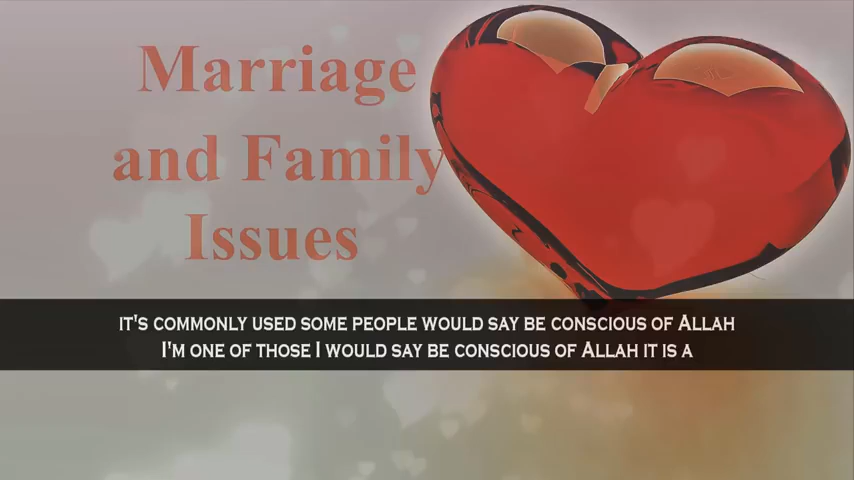 Marriage
and Family
Issues
IT'S COMMONLY USED SOME PEOPLE WOULD SAY BE CONSCIOUS OF ALLAH
I'M ONE OF THOSE I WOULD SAY BE CONSCIOUS OF ALLAH IT IS A